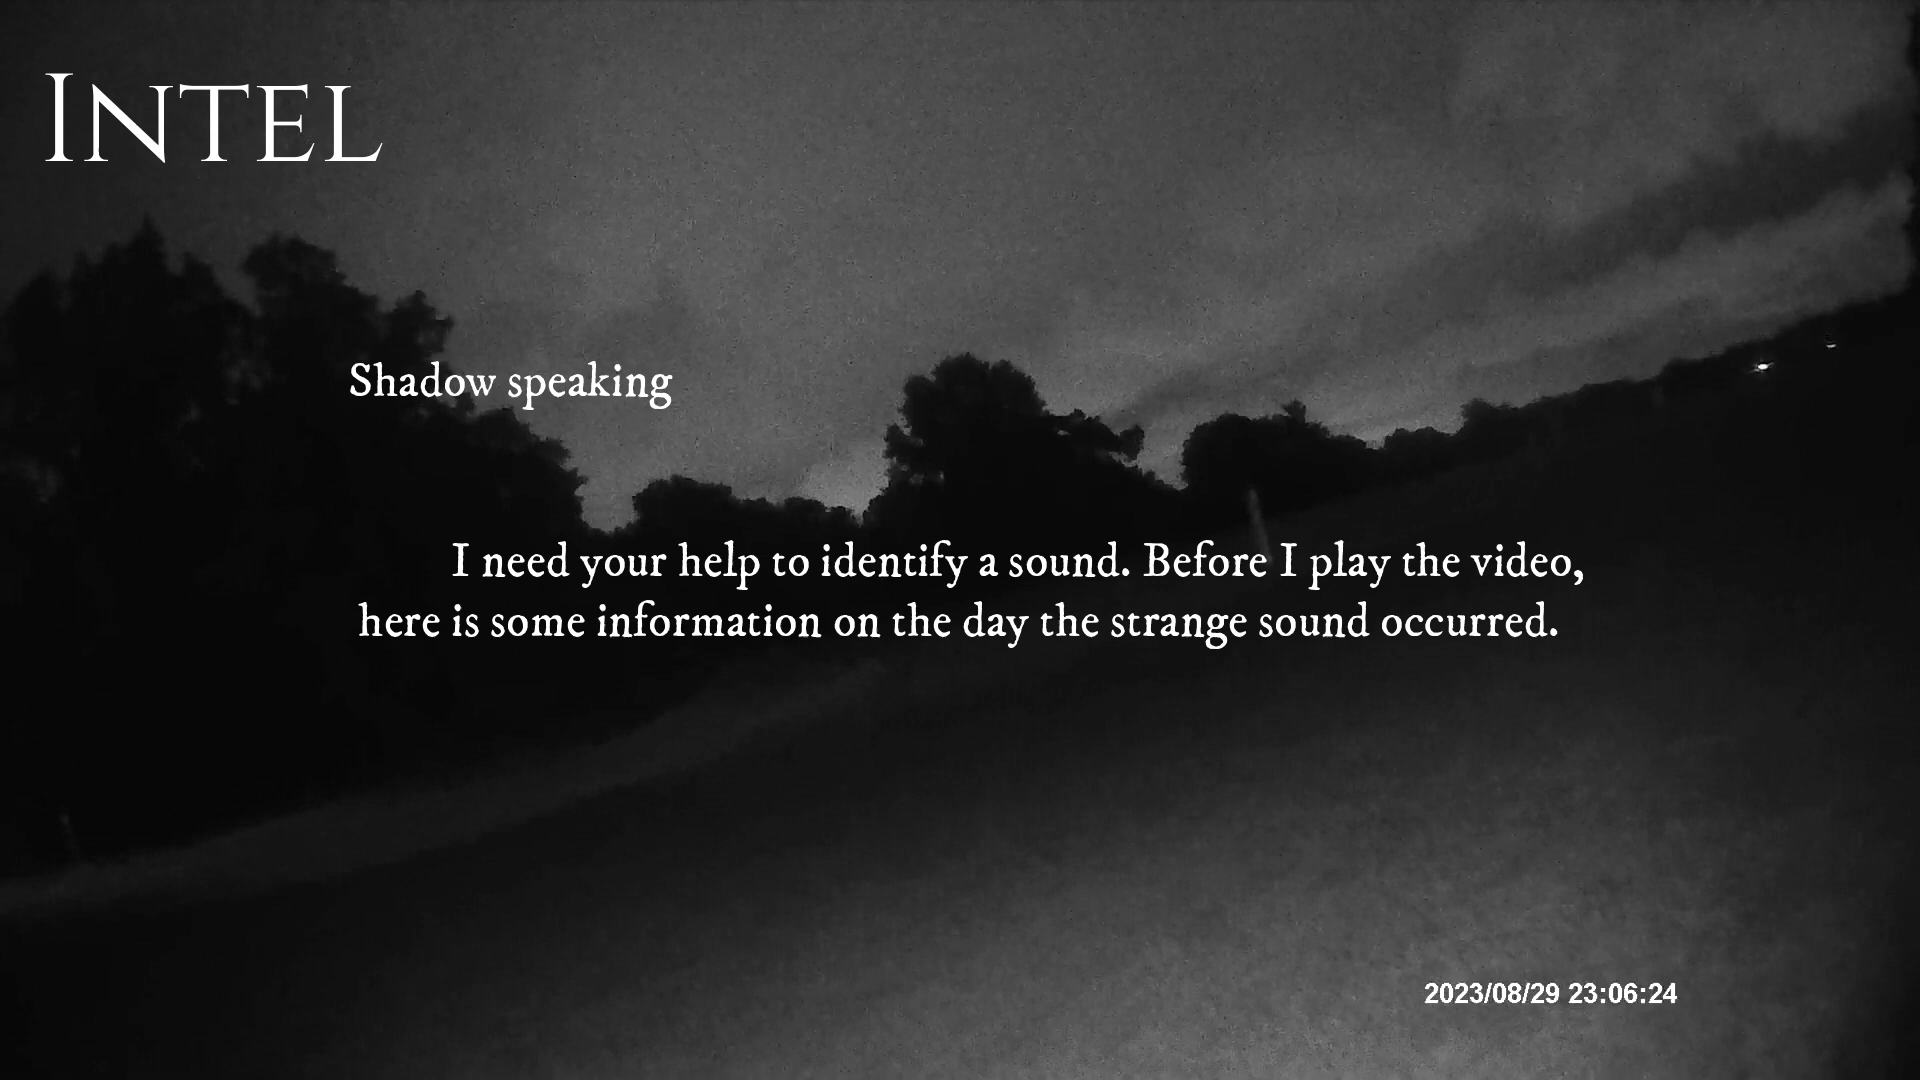 INTEL
Shadow speaking
I need your help to identify a sound. Before I play the video,
here is some information on the day the strange sound occurred.
2023/08/29 23:06:24